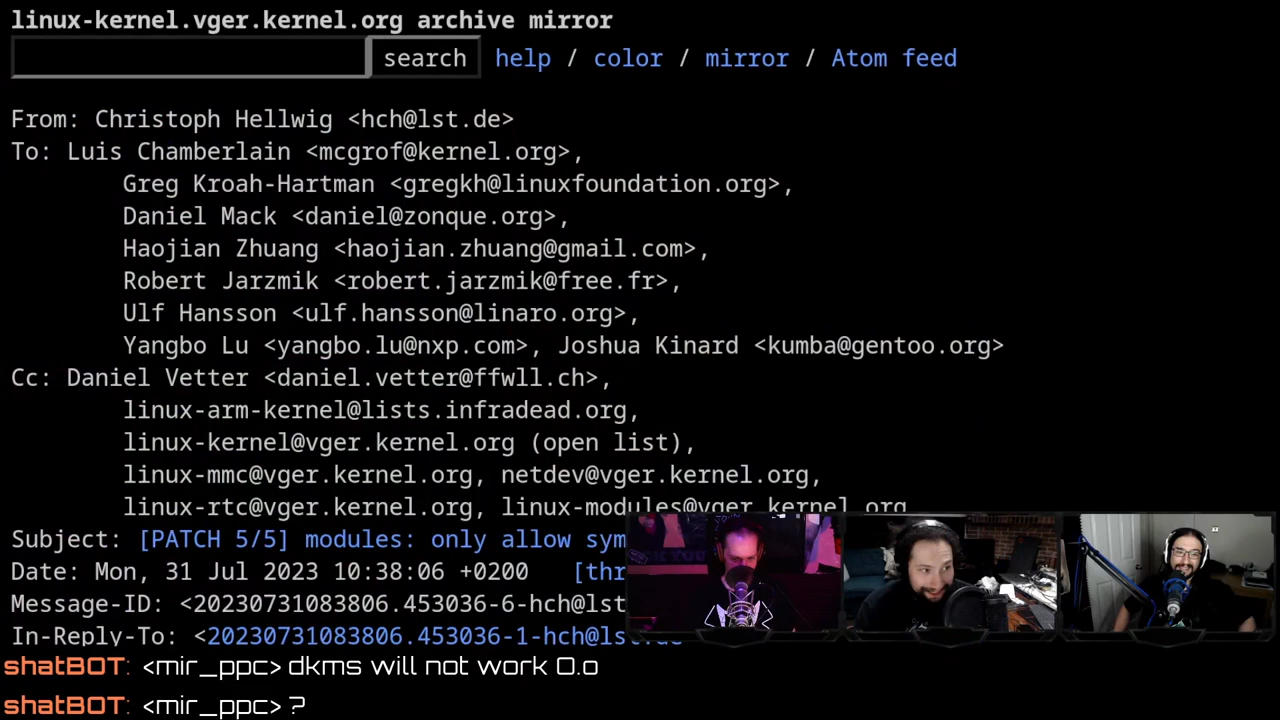 linux-kernel.vger.kernel.org archive mirror
search help / color / mirror / Atom feed
From: Christoph Hellwig <hch@lst.de>
To: Luis Chamberlain <mcgrof@kernel.org>,
Greg Kroah-Hartman <gregkh@linuxfoundation.org>,
Daniel Mack <daniel@zonque.org>,
Haojian Zhuang <haojian.zhuang@gmail.com>,
Robert Jarzmik <robert.jarzmik@free.fr>,
Ulf Hansson <ulf.hansson@linaro.org>,
Yangbo Lu <yangbo.lu@nxp.com>, Joshua Kinard <kumba@gentoo.org>
Cc: Daniel Vetter <daniel.vetter@ffwll.ch>,
linux-arm-kernel@lists.infradead.org,
linux-kernel@vger.kernel.org (open list),
linux-mmc@vger.kernel.org, netdev@vger.kernel.org,
linux-rtc@vger.kernel.org, linux-modules@vger.kernel.org
Subject: [PATCH 5/5] modules: only allow sym
Date: Mon, 31 Jul 2023 10:38:06 +0200 [thr
Message-ID: <20230731083806.453036-6-hch@lst
In-Reply-To: <20230731083806.453036-1-hch@lst.de
shatBOT: <mir_ppc> dkms will not work O.o
shatBOT: <mir_ppc> ?